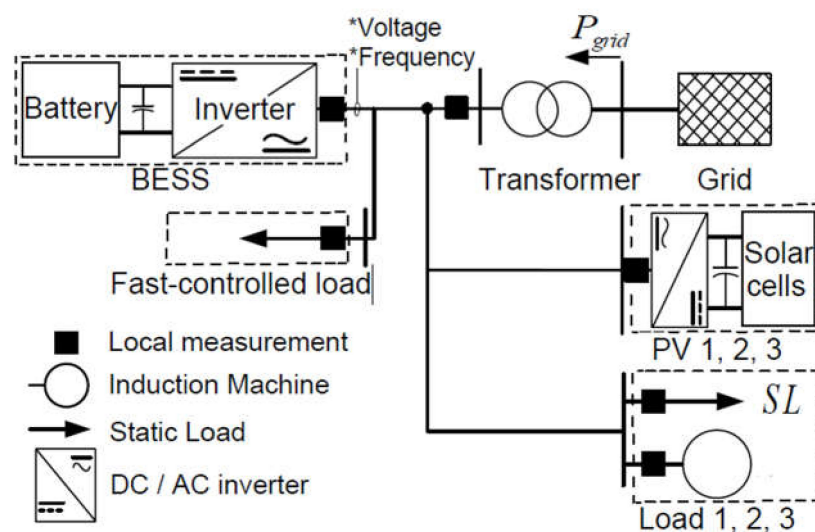 *Voltage
*Frequency
P_grid
Battery
Inverter
BESS
Transformer
Grid
Fast-controlled load
Solar
cells
PV 1, 2, 3
SL
Load 1, 2, 3
Local measurement
Induction Machine
Static Load
DC / AC inverter